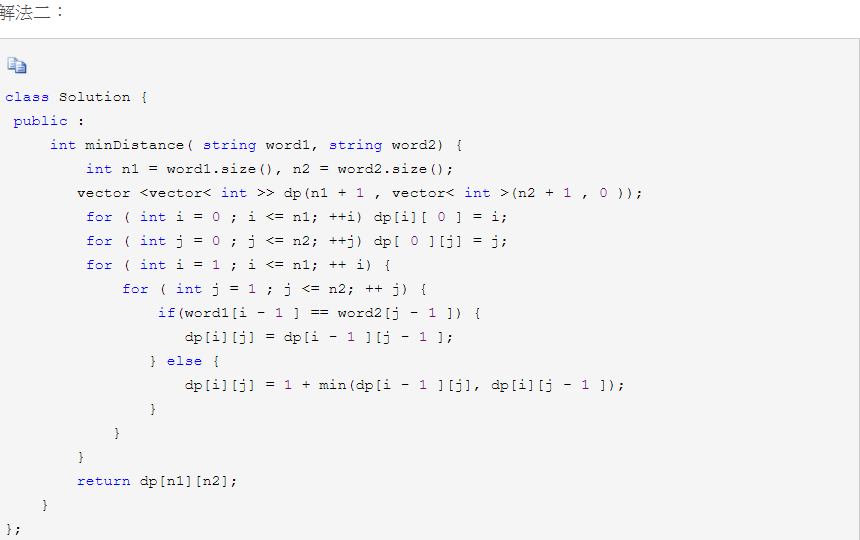 解法二：
class Solution {
public :
int minDistance( string word1, string word2) {
int n1 = word1.size(), n2 = word2.size();
vector <vector< int >> dp(n1 + 1 , vector< int >(n2 + 1 , 0 ));
for ( int i = 0 ; i <= n1; ++i) dp[i][ 0 ] = i;
for ( int j = 0 ; j <= n2; ++j) dp[ 0 ][j] = j;
for ( int i = 1 ; i <= n1; ++ i) {
for ( int j = 1 ; j <= n2; ++ j) {
if(word1[i - 1 ] == word2[j - 1 ]) {
dp[i][j] = dp[i - 1 ][j - 1 ];
} else {
dp[i][j] = 1 + min(dp[i - 1 ][j], dp[i][j - 1 ]);
}
}
}
return dp[n1][n2];
}
};